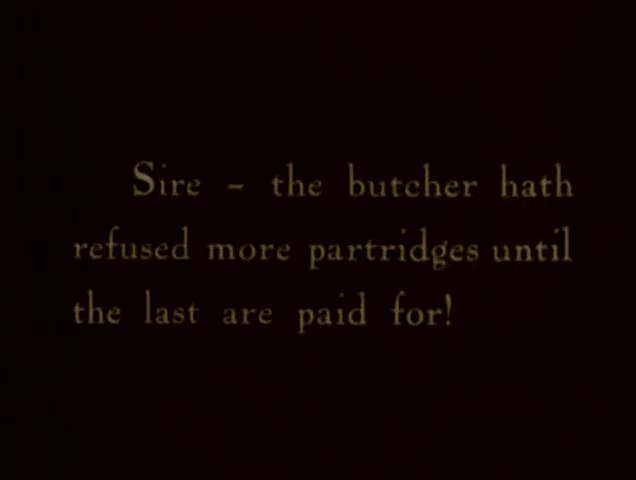 Sire – the butcher hath
refused more partridges until
the last are paid for!